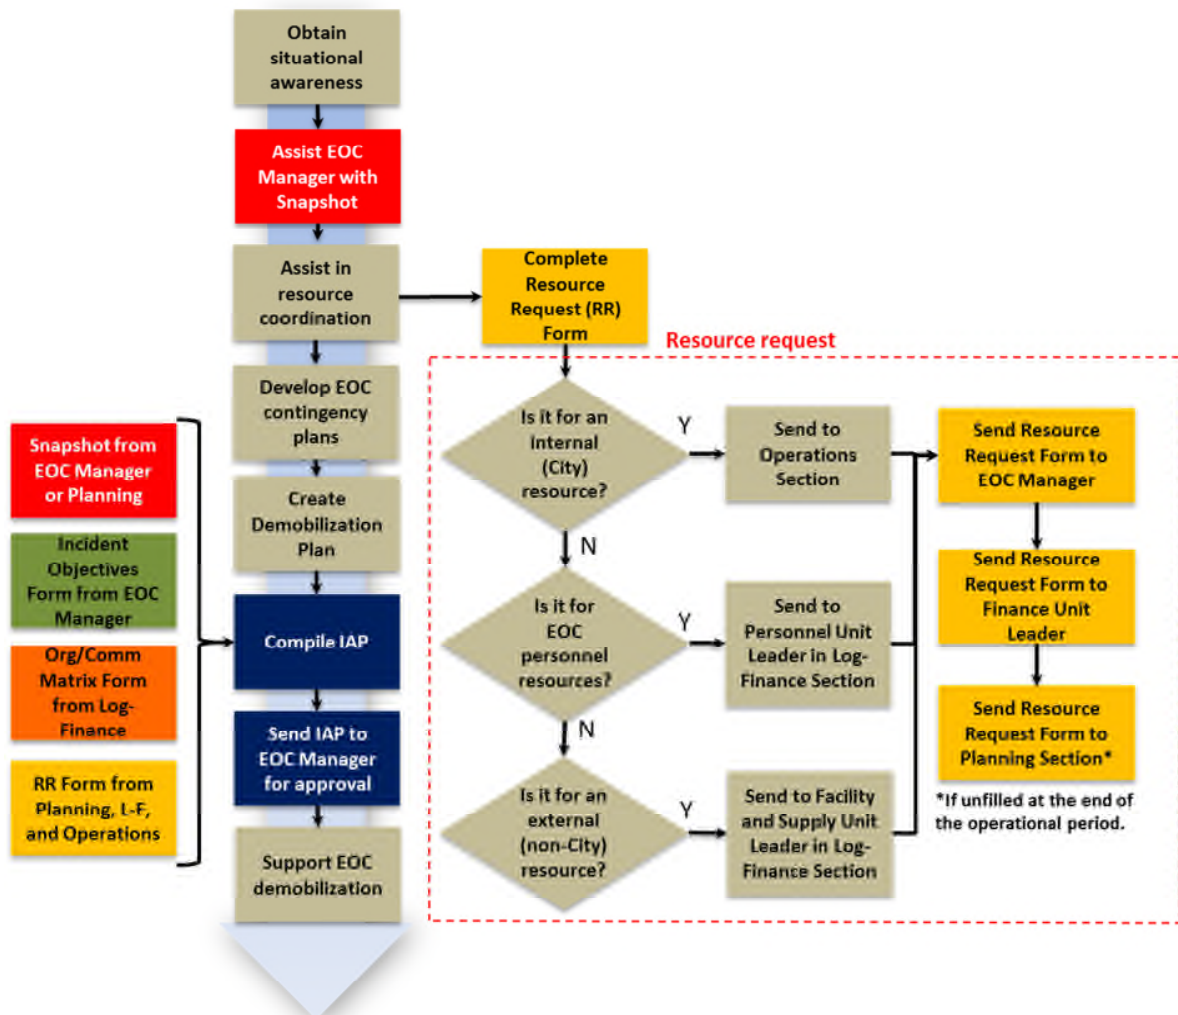 Obtain
situational
awareness
Assist EOC
Manager with
Snapshot
Assist in
resource
coordination
Develop EOC
contingency
plans
Create
Demobilization
Plan
Compile IAP
Send IAP to
EOC Manager
for approval
Support EOC
demobilization
Snapshot from
EOC Manager
or Planning
Incident
Objectives
Form from EOC
Manager
Org/Comm
Matrix Form
from Log-
Finance
RR Form from
Planning, L-F,
and Operations
Complete
Resource
Request (RR)
Form
Resource request
Is it for an
internal
(City)
resource?
Y
Send to
Operations
Section
N
Is it for
EOC
personnel
resources?
Y
Send to
Personnel Unit
Leader in Log-
Finance Section
N
Is it for an
external
(non-City)
resource?
Y
Send to Facility
and Supply Unit
Leader in Log-
Finance Section
Send Resource
Request Form to
EOC Manager
Send Resource
Request Form to
Finance Unit
Leader
Send Resource
Request Form to
Planning Section*
*If unfilled at the end of
the operational period.